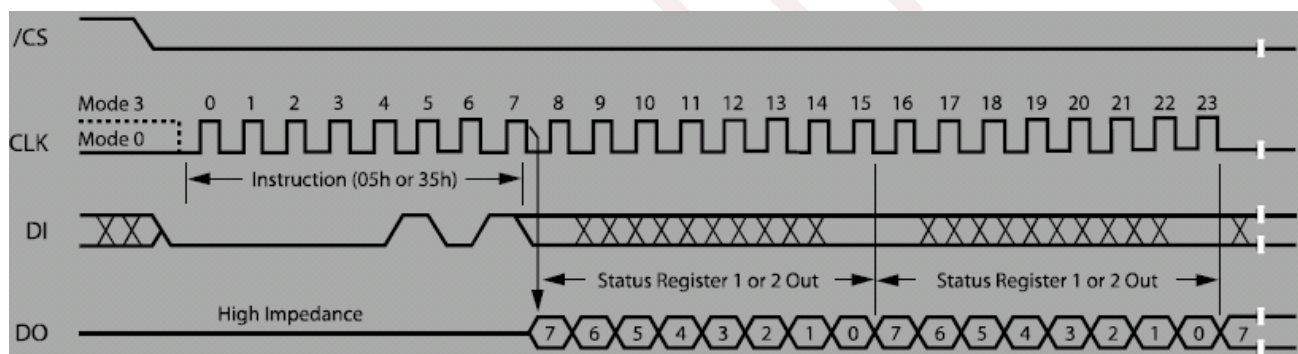 /CS
Mode 3 0 1 2 3 4 5 6 7 8 9 10 11 12 13 14 15 16 17 18 19 20 21 22 23
CLK Mode 0
Instruction (05h or 35h)
DI
Status Register 1 or 2 Out Status Register 1 or 2 Out
High Impedance
DO 7 6 5 4 3 2 1 0 7 6 5 4 3 2 1 0 7